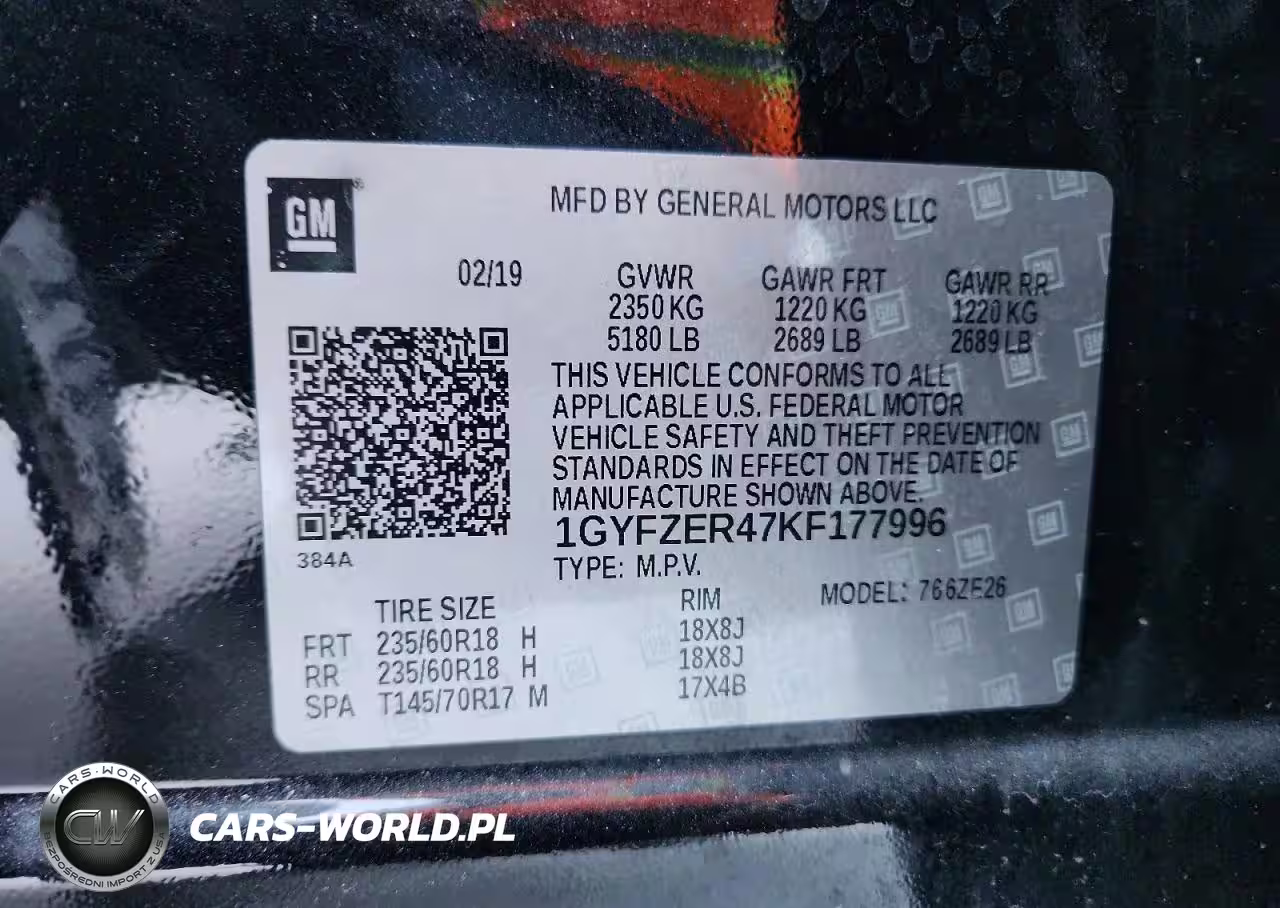 GM
MFD BY GENERAL MOTORS LLC
02/19
GVWR GAWR FRT GAWR RR
2350 KG 1220 KG 1220 KG
5180 LB 2689 LB 2689 LB
THIS VEHICLE CONFORMS TO ALL
APPLICABLE U.S. FEDERAL MOTOR
VEHICLE SAFETY AND THEFT PREVENTION
STANDARDS IN EFFECT ON THE DATE OF
MANUFACTURE SHOWN ABOVE.
384A
1GYFZER47KF177996
TYPE: M.P.V. MODEL: 766ZE26
TIRE SIZE RIM
FRT 235/60R18 H 18X8J
RR 235/60R18 H 18X8J
SPA T145/70R17 M 17X4B
CARS-WORLD
CW
BEZPOŚREDNI IMPORT Z USA
CARS-WORLD.PL